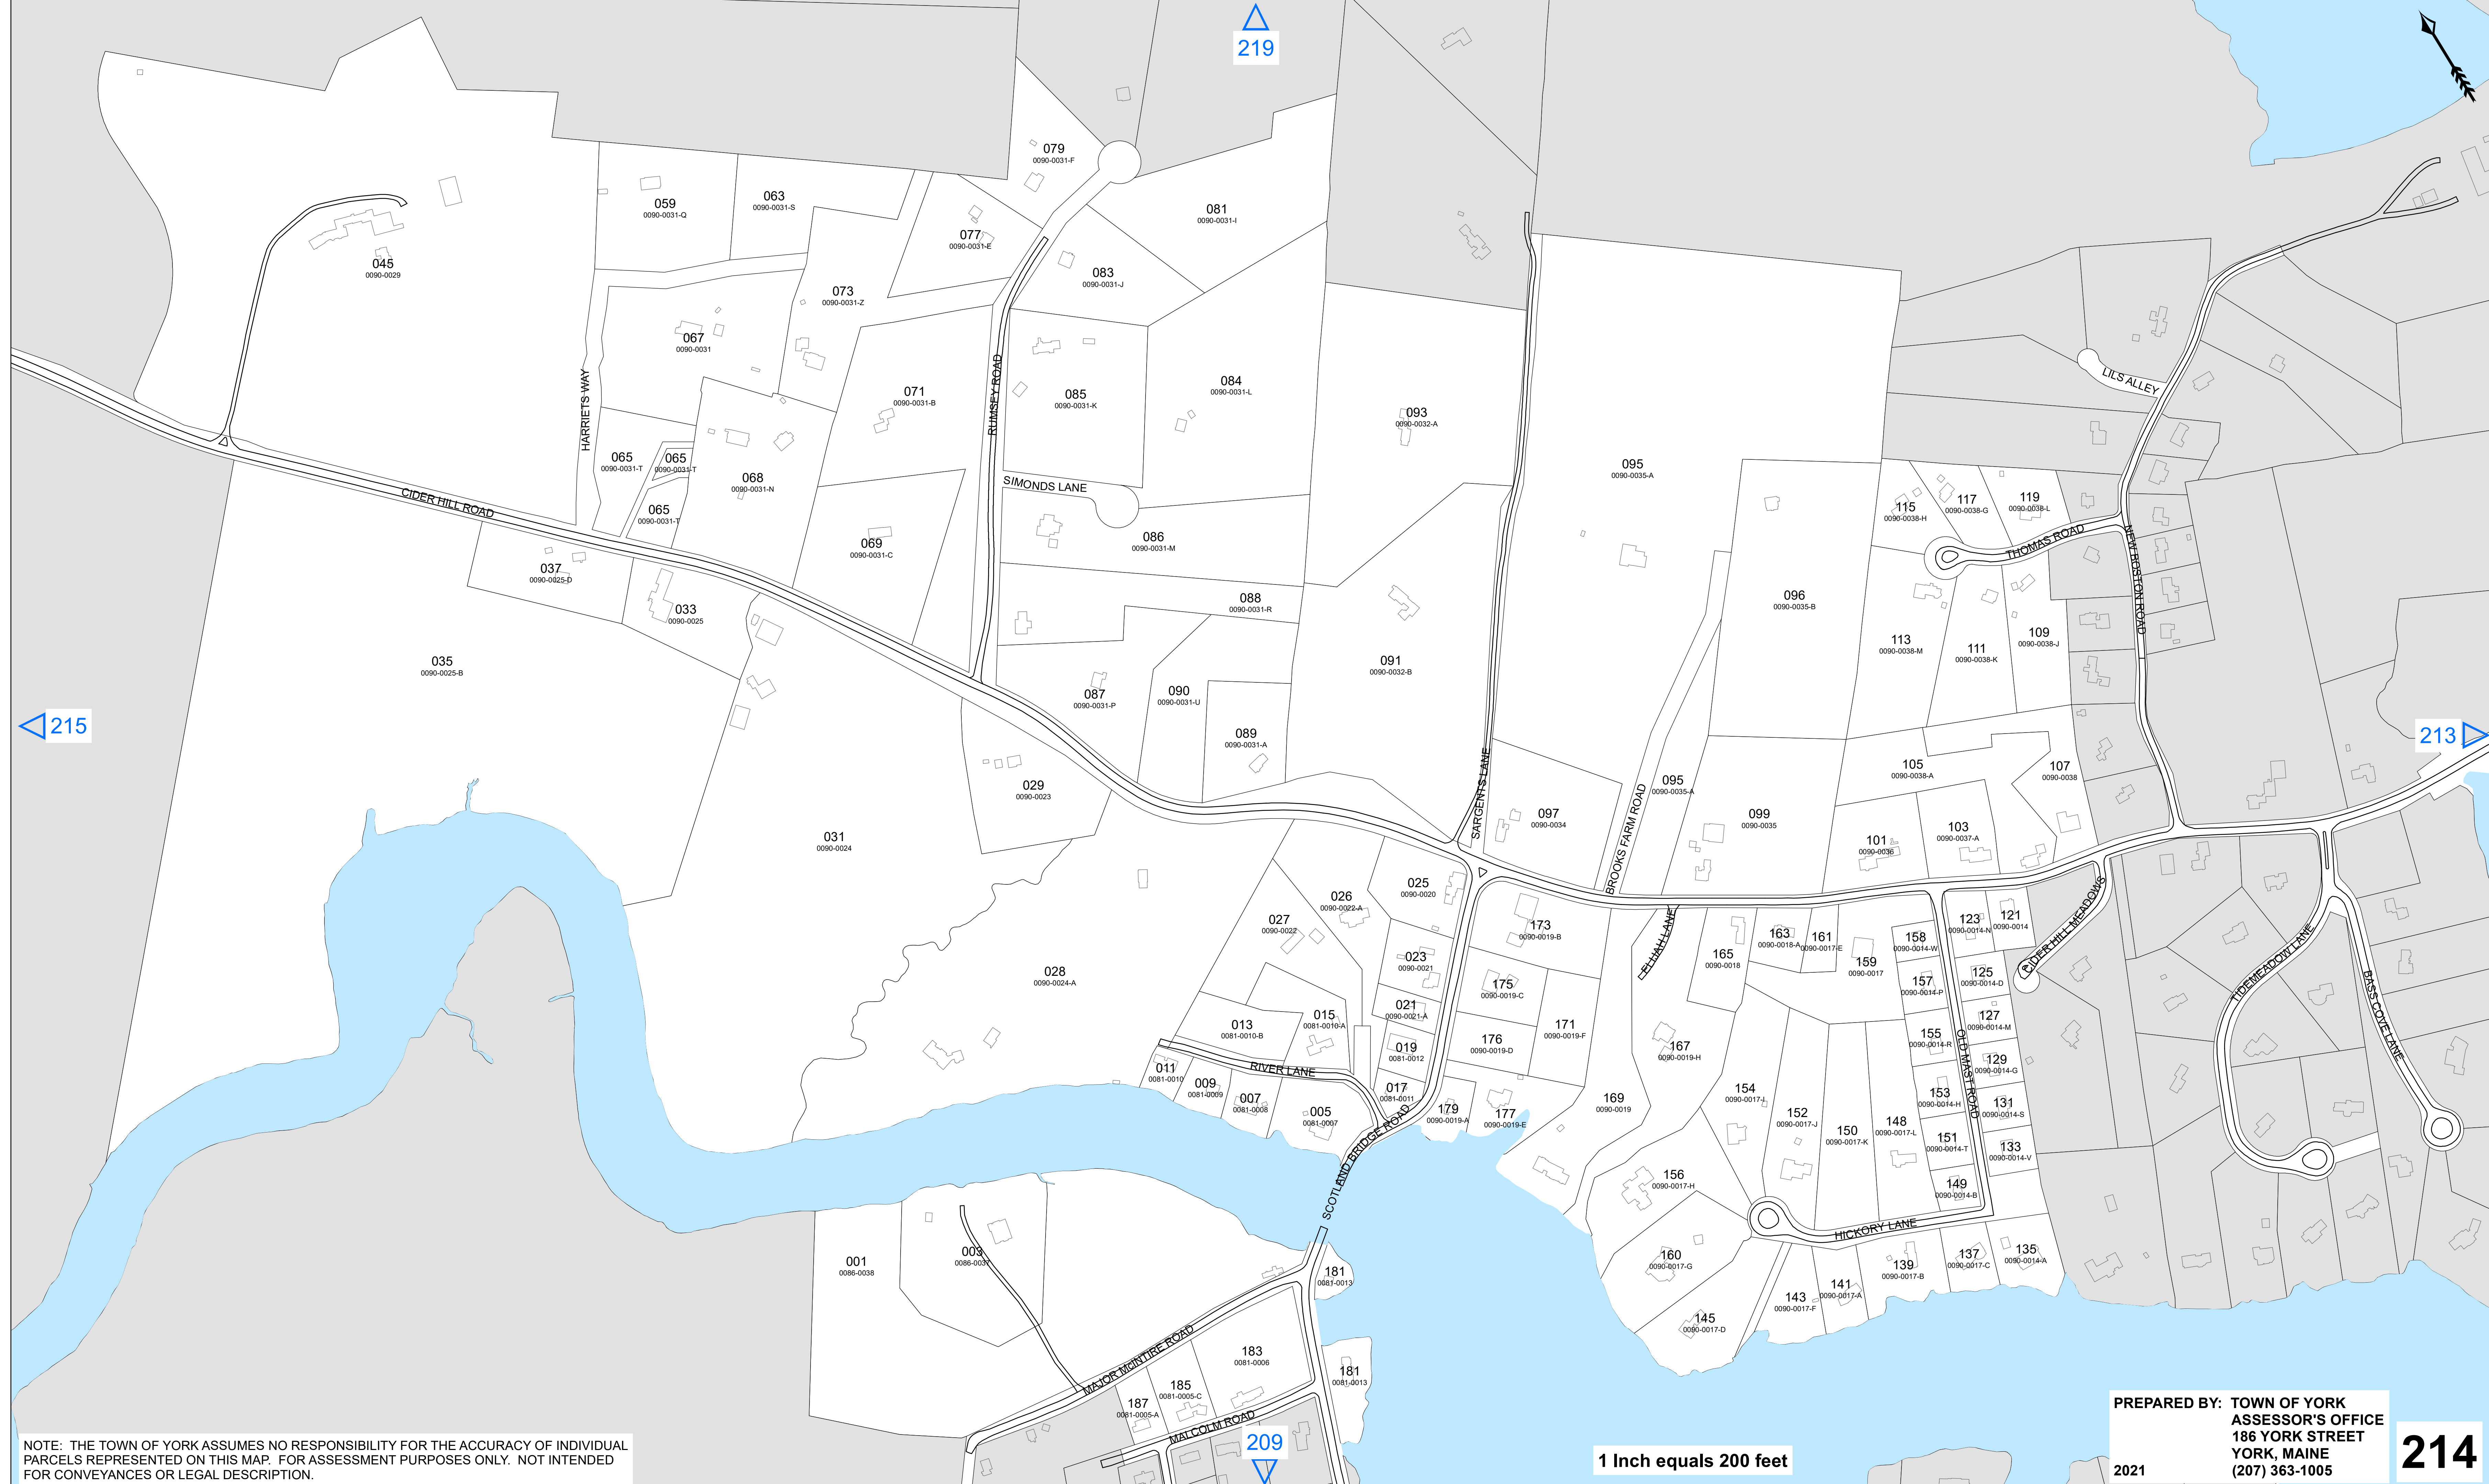 219
079
0090-0031-F
059
0090-0031-Q
063
0090-0031-S
081
0090-0031-I
077
0090-0031-E
045
0090-0029
083
0090-0031-J
073
0090-0031-Z
067
0090-0031
HARRIETS WAY
RUMSEY ROAD
071
0090-0031-B
085
0090-0031-K
084
0090-0031-L
093
0090-0032-A
LILS ALLEY
065
0090-0031-T
065
0090-0031-T
065
0090-0031-T
068
0090-0031-N
CIDER HILL ROAD
SIMONDS LANE
095
0090-0035-A
115
0090-0038-H
117
0090-0038-G
119
0090-0038-L
THOMAS ROAD
NEW BOSTON ROAD
069
0090-0031-C
086
0090-0031-M
037
0090-0025-D
033
0090-0025
088
0090-0031-R
096
0090-0035-B
113
0090-0038-M
111
0090-0038-K
109
0090-0038-J
035
0090-0025-B
087
0090-0031-P
090
0090-0031-U
091
0090-0032-B
215
089
0090-0031-A
213
029
0090-0023
SARGENTS LANE
BROOKS FARM ROAD
095
0090-0035-A
105
0090-0038-A
107
0090-0038
031
0090-0024
097
0090-0034
099
0090-0035
101
0090-0036
103
0090-0037-A
025
0090-0020
026
0090-0022-A
027
0090-0022
173
0090-0019-B
ELIJAH LANE
163
0090-0018-A
161
0090-0017-E
158
0090-0014-W
123
0090-0014-N
121
0090-0014
CIDER HILL MEADOWS
TIDEMEADOW LANE
BASS COVE LANE
028
0090-0024-A
023
0090-0021
165
0090-0018
159
0090-0017
157
0090-0014-P
125
0090-0014-D
175
0090-0019-C
013
0081-0010-B
015
0081-0010-A
021
0090-0021-A
176
0090-0019-D
171
0090-0019-F
167
0090-0019-H
155
0090-0014-R
127
0090-0014-M
OLD MAST ROAD
019
0081-0012
129
0090-0014-G
011
0081-0010
RIVER LANE
009
0081-0009
007
0081-0008
005
0081-0007
017
0081-0011
179
0090-0019-A
177
0090-0019-E
169
0090-0019
154
0090-0017-I
152
0090-0017-J
150
0090-0017-K
148
0090-0017-L
153
0090-0014-H
131
0090-0014-S
151
0090-0014-T
133
0090-0014-V
SCOTLAND BRIDGE ROAD
156
0090-0017-H
149
0090-0014-B
HICKORY LANE
001
0086-0038
003
0086-0037
181
0081-0013
160
0090-0017-G
139
0090-0017-B
137
0090-0017-C
135
0090-0014-A
143
0090-0017-F
141
0090-0017-A
145
0090-0017-D
MAJOR McINTIRE ROAD
183
0081-0006
181
0081-0013
185
0081-0005-C
187
0081-0005-A
MALCOLM ROAD
209
NOTE: THE TOWN OF YORK ASSUMES NO RESPONSIBILITY FOR THE ACCURACY OF INDIVIDUAL
PARCELS REPRESENTED ON THIS MAP. FOR ASSESSMENT PURPOSES ONLY. NOT INTENDED
FOR CONVEYANCES OR LEGAL DESCRIPTION.
1 Inch equals 200 feet
PREPARED BY: TOWN OF YORK
ASSESSOR'S OFFICE
186 YORK STREET
YORK, MAINE
2021 (207) 363-1005
214